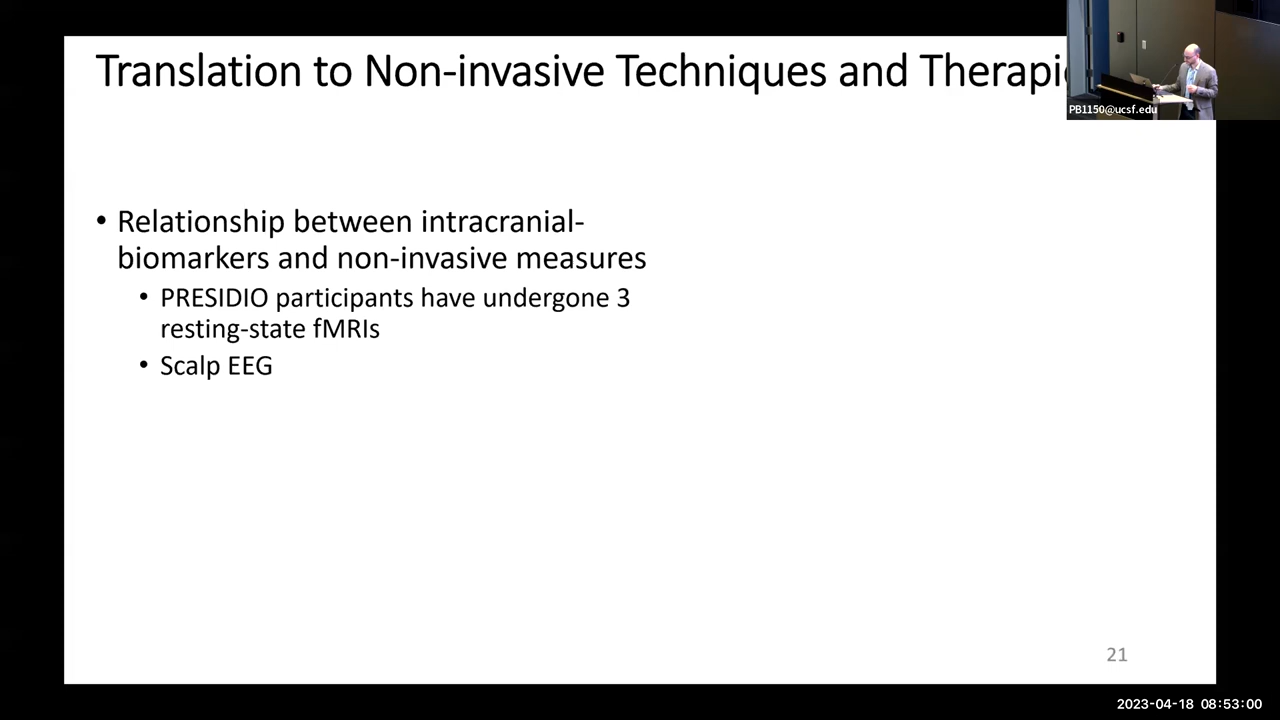 Translation to Non-invasive Techniques and Therapi
PB1150@ucsf.edu
• Relationship between intracranial-
biomarkers and non-invasive measures
• PRESIDIO participants have undergone 3
resting-state fMRIs
• Scalp EEG
21
2023-04-18 08:53:00